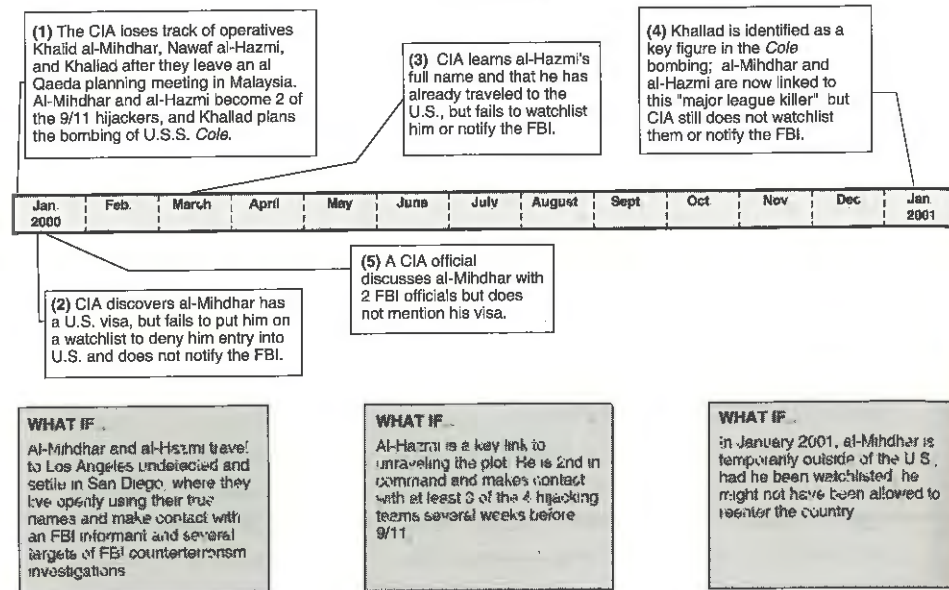 (1) The CIA loses track of operatives
Khalid al-Mihdhar, Nawaf al-Hazmi,
and Khallad after they leave an al
Qaeda planning meeting in Malaysia.
Al-Mihdhar and al-Hazmi become 2 of
the 9/11 hijackers, and Khallad plans
the bombing of U.S.S. Cole.
(3) CIA learns al-Hazmi's
full name and that he has
already traveled to the
U.S., but fails to watchlist
him or notify the FBI.
(4) Khallad is identified as a
key figure in the Cole
bombing; al-Mihdhar and
al-Hazmi are now linked to
this "major league killer" but
CIA still does not watchlist
them or notify the FBI.
Jan. Feb. March April May June July August Sept Oct Nov Dec Jan
2000 2001
(2) CIA discovers al-Mihdhar has
a U.S. visa, but fails to put him on
a watchlist to deny him entry into
U.S. and does not notify the FBI.
(5) A CIA official
discusses al-Mihdhar with
2 FBI officials but does
not mention his visa.
WHAT IF...
Al-Mihdhar and al-Hazmi travel
to Los Angeles undetected and
settle in San Diego, where they
live openly using their true
names and make contact with
an FBI informant and several
targets of FBI counterterrorism
investigations
WHAT IF...
Al-Hazmi is a key link to
unraveling the plot. He is 2nd in
command and makes contact
with at least 3 of the 4 hijacking
teams several weeks before
9/11
WHAT IF...
In January 2001, al-Mihdhar is
temporarily outside of the U.S.,
had he been watchlisted, he
might not have been allowed to
reenter the country